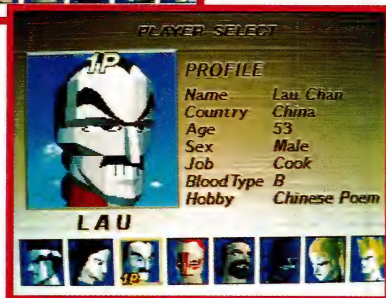 PLAYER SELECT
1P
PROFILE
Name Lau Chan
Country China
Age 53
Sex Male
Job Cook
Blood Type B
Hobby Chinese Poem
LAU
1P